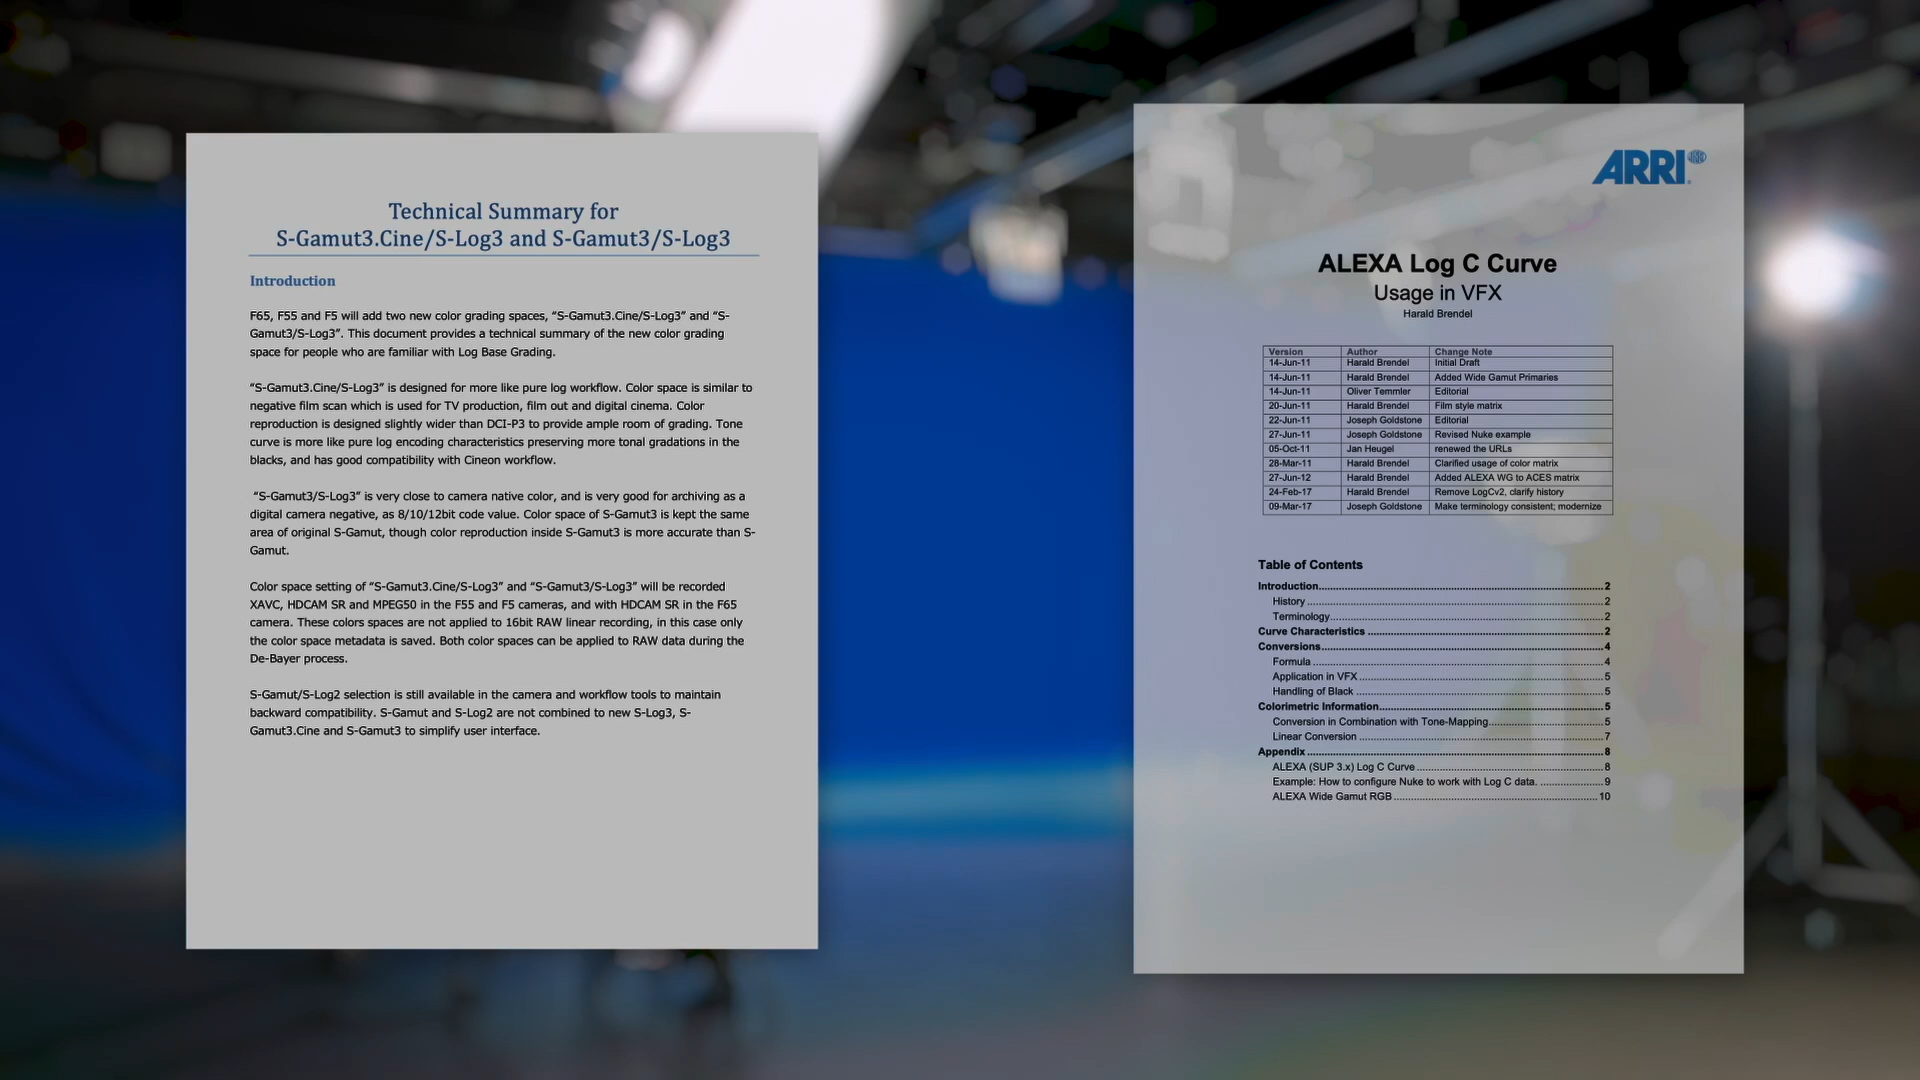 Technical Summary for
S-Gamut3.Cine/S-Log3 and S-Gamut3/S-Log3
Introduction
F65, F55 and F5 will add two new color grading spaces, “S-Gamut3.Cine/S-Log3” and “S-
Gamut3/S-Log3”. This document provides a technical summary of the new color grading
space for people who are familiar with Log Base Grading.
“S-Gamut3.Cine/S-Log3” is designed for more like pure log workflow. Color space is similar to
negative film scan which is used for TV production, film out and digital cinema. Color
reproduction is designed slightly wider than DCI-P3 to provide ample room of grading. Tone
curve is more like pure log encoding characteristics preserving more tonal gradations in the
blacks, and has good compatibility with Cineon workflow.
“S-Gamut3/S-Log3” is very close to camera native color, and is very good for archiving as a
digital camera negative, as 8/10/12bit code value. Color space of S-Gamut3 is kept the same
area of original S-Gamut, though color reproduction inside S-Gamut3 is more accurate than S-
Gamut.
Color space setting of “S-Gamut3.Cine/S-Log3” and “S-Gamut3/S-Log3” will be recorded
XAVC, HDCAM SR and MPEG50 in the F55 and F5 cameras, and with HDCAM SR in the F65
camera. These colors spaces are not applied to 16bit RAW linear recording, in this case only
the color space metadata is saved. Both color spaces can be applied to RAW data during the
De-Bayer process.
S-Gamut/S-Log2 selection is still available in the camera and workflow tools to maintain
backward compatibility. S-Gamut and S-Log2 are not combined to new S-Log3, S-
Gamut3.Cine and S-Gamut3 to simplify user interface.
ARRI
ALEXA Log C Curve
Usage in VFX
Harald Brendel
Version Author Change Note
14-Jun-11 Harald Brendel Initial Draft
14-Jun-11 Harald Brendel Added Wide Gamut Primaries
14-Jun-11 Oliver Temmler Editorial
20-Jun-11 Harald Brendel Film style matrix
22-Jun-11 Joseph Goldstone Editorial
27-Jun-11 Joseph Goldstone Revised Nuke example
05-Oct-11 Jan Heugel renewed the URLs
28-Mar-11 Harald Brendel Clarified usage of color matrix
27-Jun-12 Harald Brendel Added ALEXA WG to ACES matrix
24-Feb-17 Harald Brendel Remove LogCv2, clarify history
09-Mar-17 Joseph Goldstone Make terminology consistent; modernize
Table of Contents
Introduction 2
History 2
Terminology 2
Curve Characteristics 2
Conversions 4
Formula 4
Application in VFX 5
Handling of Black 5
Colorimetric Information 5
Conversion in Combination with Tone-Mapping 5
Linear Conversion 7
Appendix 8
ALEXA (SUP 3.x) Log C Curve 8
Example: How to configure Nuke to work with Log C data. 9
ALEXA Wide Gamut RGB 10